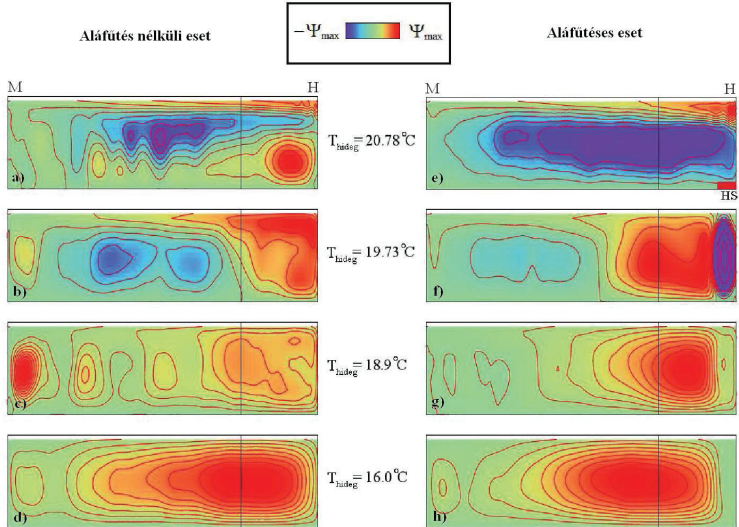 Aláfűtés nélküli eset
−Ψmax Ψmax
Aláfűtéses eset
M H
M H
a)
Thideg = 20.78°C
e)
HS
b)
Thideg = 19.73°C
f)
c)
Thideg = 18.9°C
g)
d)
Thideg = 16.0°C
h)